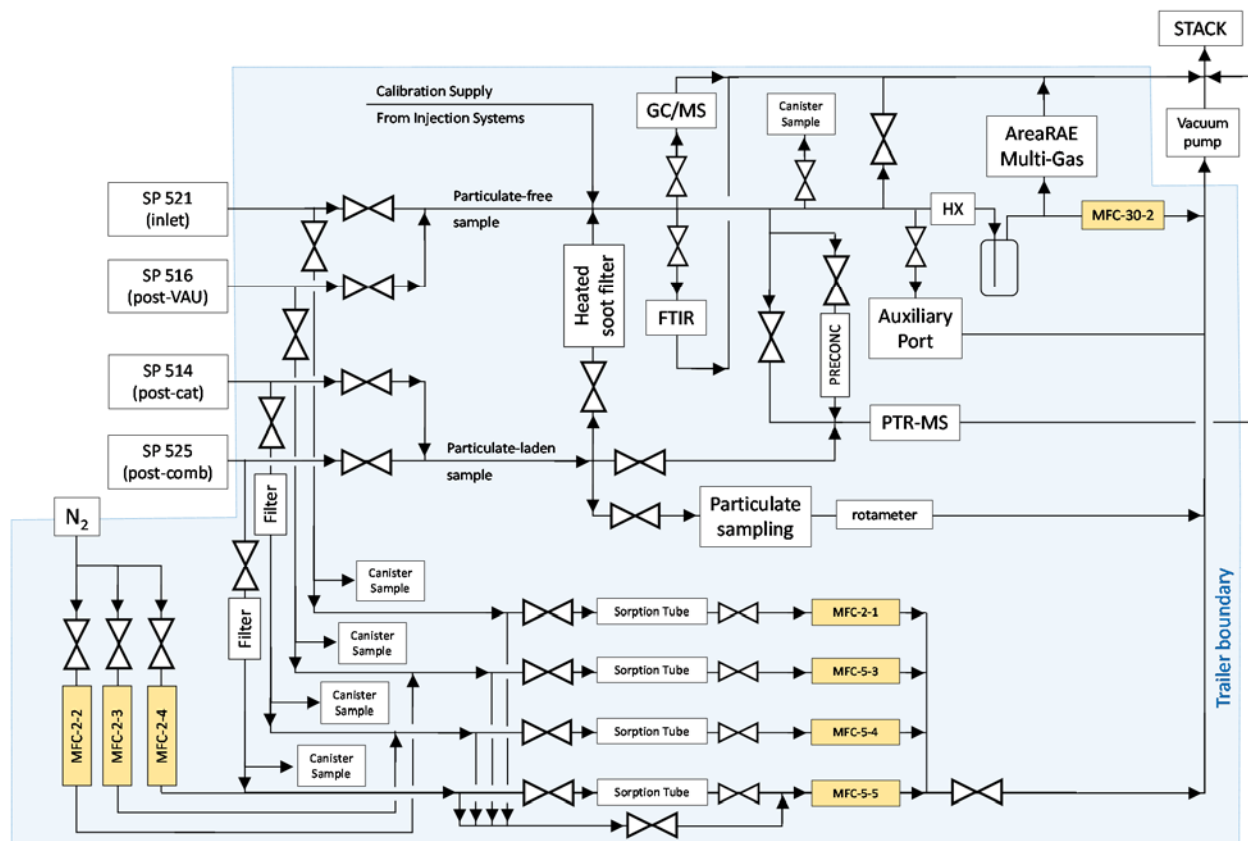 STACK
Calibration Supply
From Injection Systems
GC/MS
Canister
Sample
AreaRAE
Multi-Gas
Vacuum
pump
SP 521
(inlet)
Particulate-free
sample
HX
MFC-30-2
SP 516
(post-VAU)
Heated
soot filter
FTIR
PRECONC
Auxiliary
Port
SP 514
(post-cat)
PTR-MS
SP 525
(post-comb)
Particulate-laden
sample
Filter
N2
Particulate
sampling
rotameter
Canister
Sample
Sorption Tube
MFC-2-1
Filter
Canister
Sample
Sorption Tube
MFC-5-3
Trailer boundary
MFC-2-2
MFC-2-3
MFC-2-4
Canister
Sample
Sorption Tube
MFC-5-4
Canister
Sample
Sorption Tube
MFC-5-5